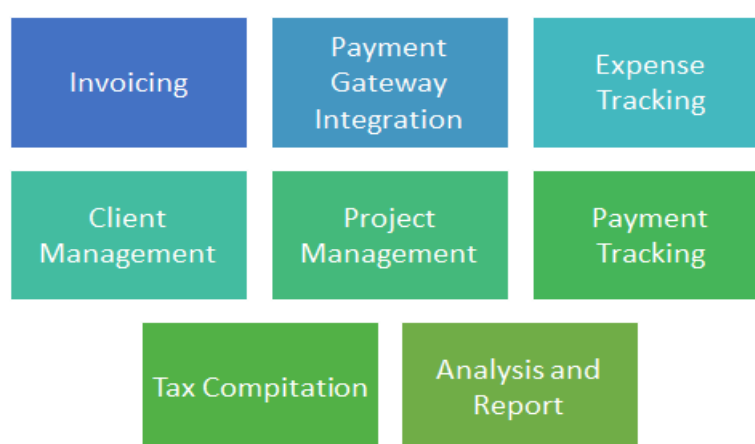 Invoicing
Payment
Gateway
Integration
Expense
Tracking
Client
Management
Project
Management
Payment
Tracking
Tax Compitation
Analysis and
Report